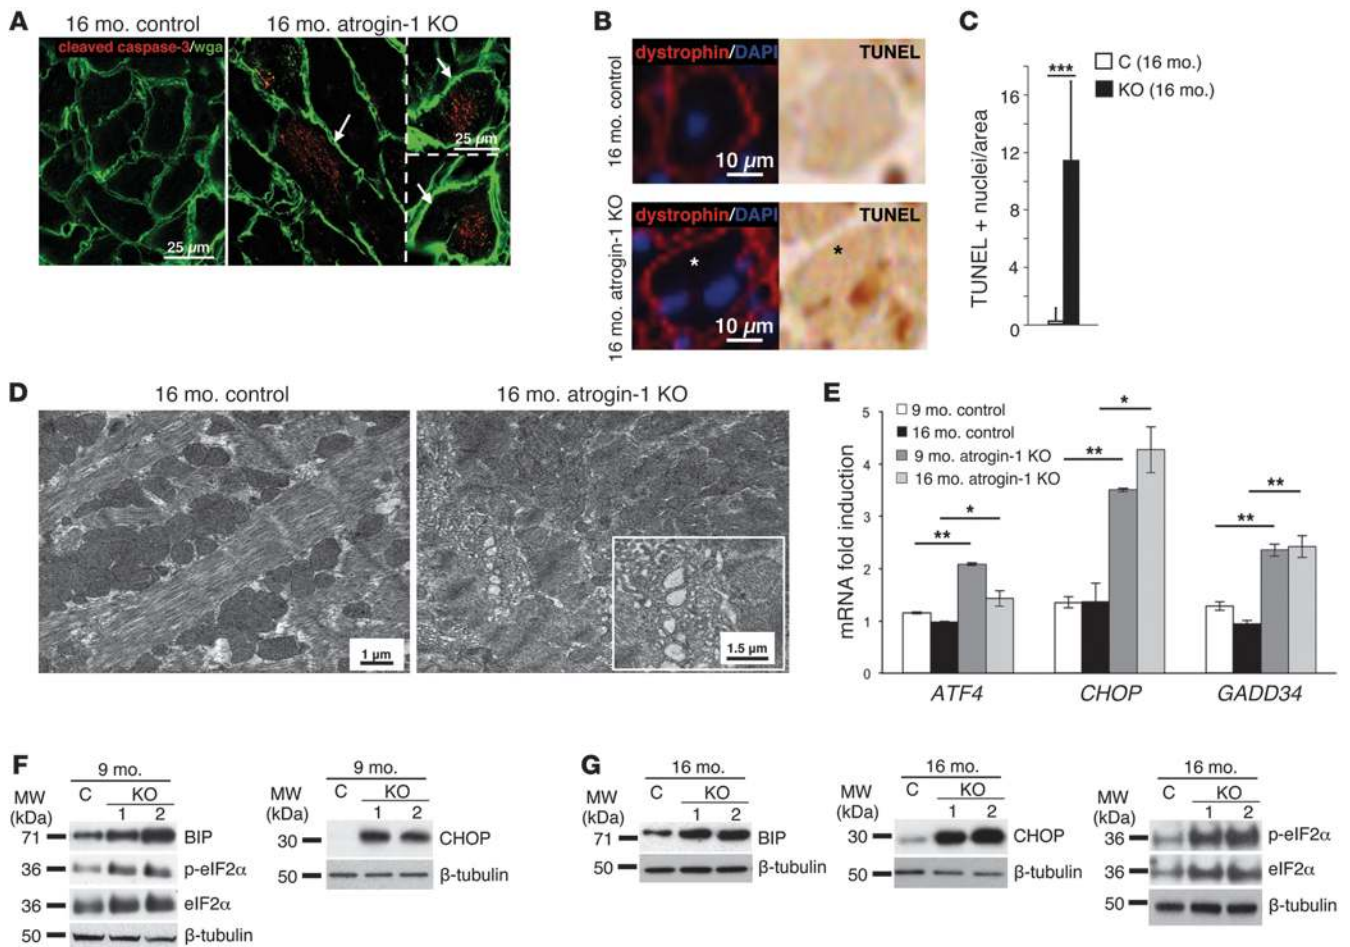 A
16 mo. control
16 mo. atrogin-1 KO
cleaved caspase-3/wga
25 µm
25 µm
B
16 mo. control
dystrophin/DAPI
TUNEL
10 µm
16 mo. atrogin-1 KO
dystrophin/DAPI
TUNEL
*
*
10 µm
C
C (16 mo.)
KO (16 mo.)
***
TUNEL + nuclei/area
16
12
8
4
0
D
16 mo. control
16 mo. atrogin-1 KO
1 µm
1.5 µm
E
9 mo. control
16 mo. control
9 mo. atrogin-1 KO
16 mo. atrogin-1 KO
mRNA fold induction
5
4
3
2
1
0
**
*
**
*
**
**
ATF4
CHOP
GADD34
F
9 mo.
MW
(kDa)
C
KO
1
2
71
BIP
36
p-eIF2α
36
eIF2α
50
β-tubulin
9 mo.
MW
(kDa)
C
KO
1
2
30
CHOP
50
β-tubulin
G
16 mo.
MW
(kDa)
C
KO
1
2
71
BIP
50
β-tubulin
16 mo.
MW
(kDa)
C
KO
1
2
30
CHOP
50
β-tubulin
16 mo.
MW
(kDa)
C
KO
1
2
36
p-eIF2α
36
eIF2α
50
β-tubulin